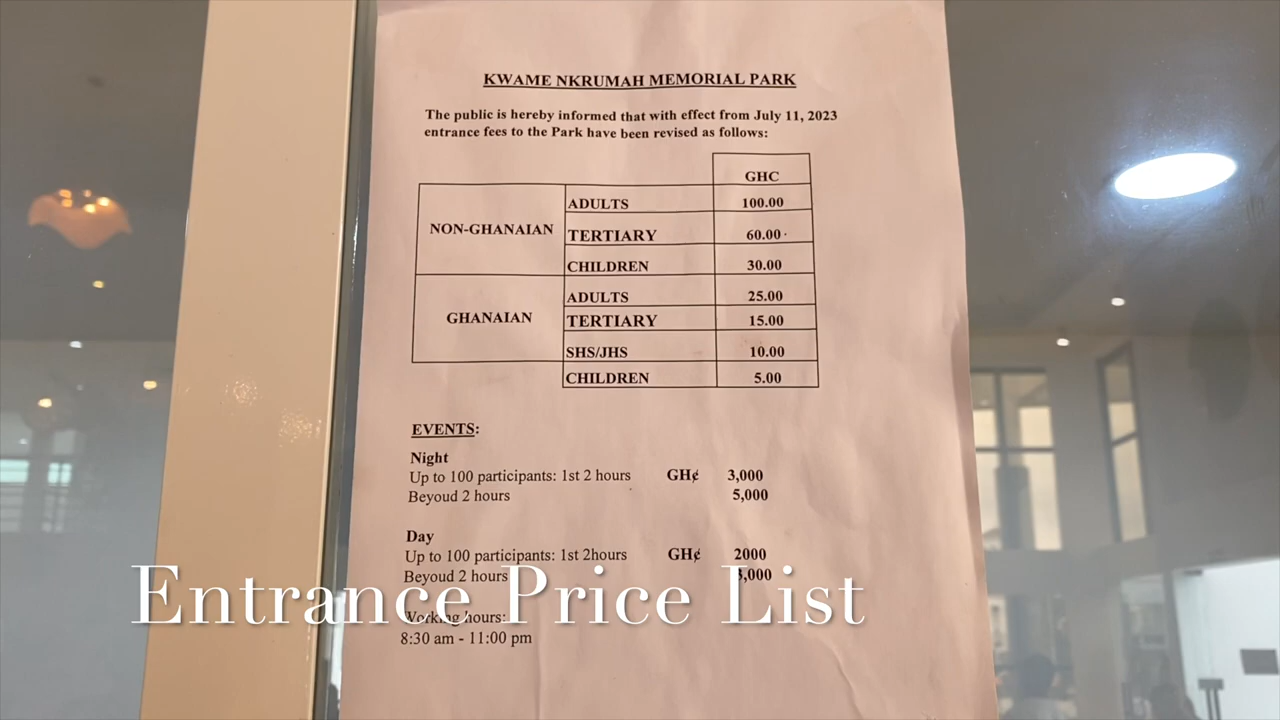 KWAME NKRUMAH MEMORIAL PARK
The public is hereby informed that with effect from July 11, 2023
entrance fees to the Park have been revised as follows:
GHC
NON-GHANAIAN
ADULTS 100.00
TERTIARY 60.00
CHILDREN 30.00
GHANAIAN
ADULTS 25.00
TERTIARY 15.00
SHS/JHS 10.00
CHILDREN 5.00
EVENTS:
Night
Up to 100 participants: 1st 2 hours GH¢ 3,000
Beyoud 2 hours 5,000
Day
Up to 100 participants: 1st 2hours GH¢ 2000
Beyoud 2 hours
Entrance Price List
Working hours:
8:30 am - 11:00 pm